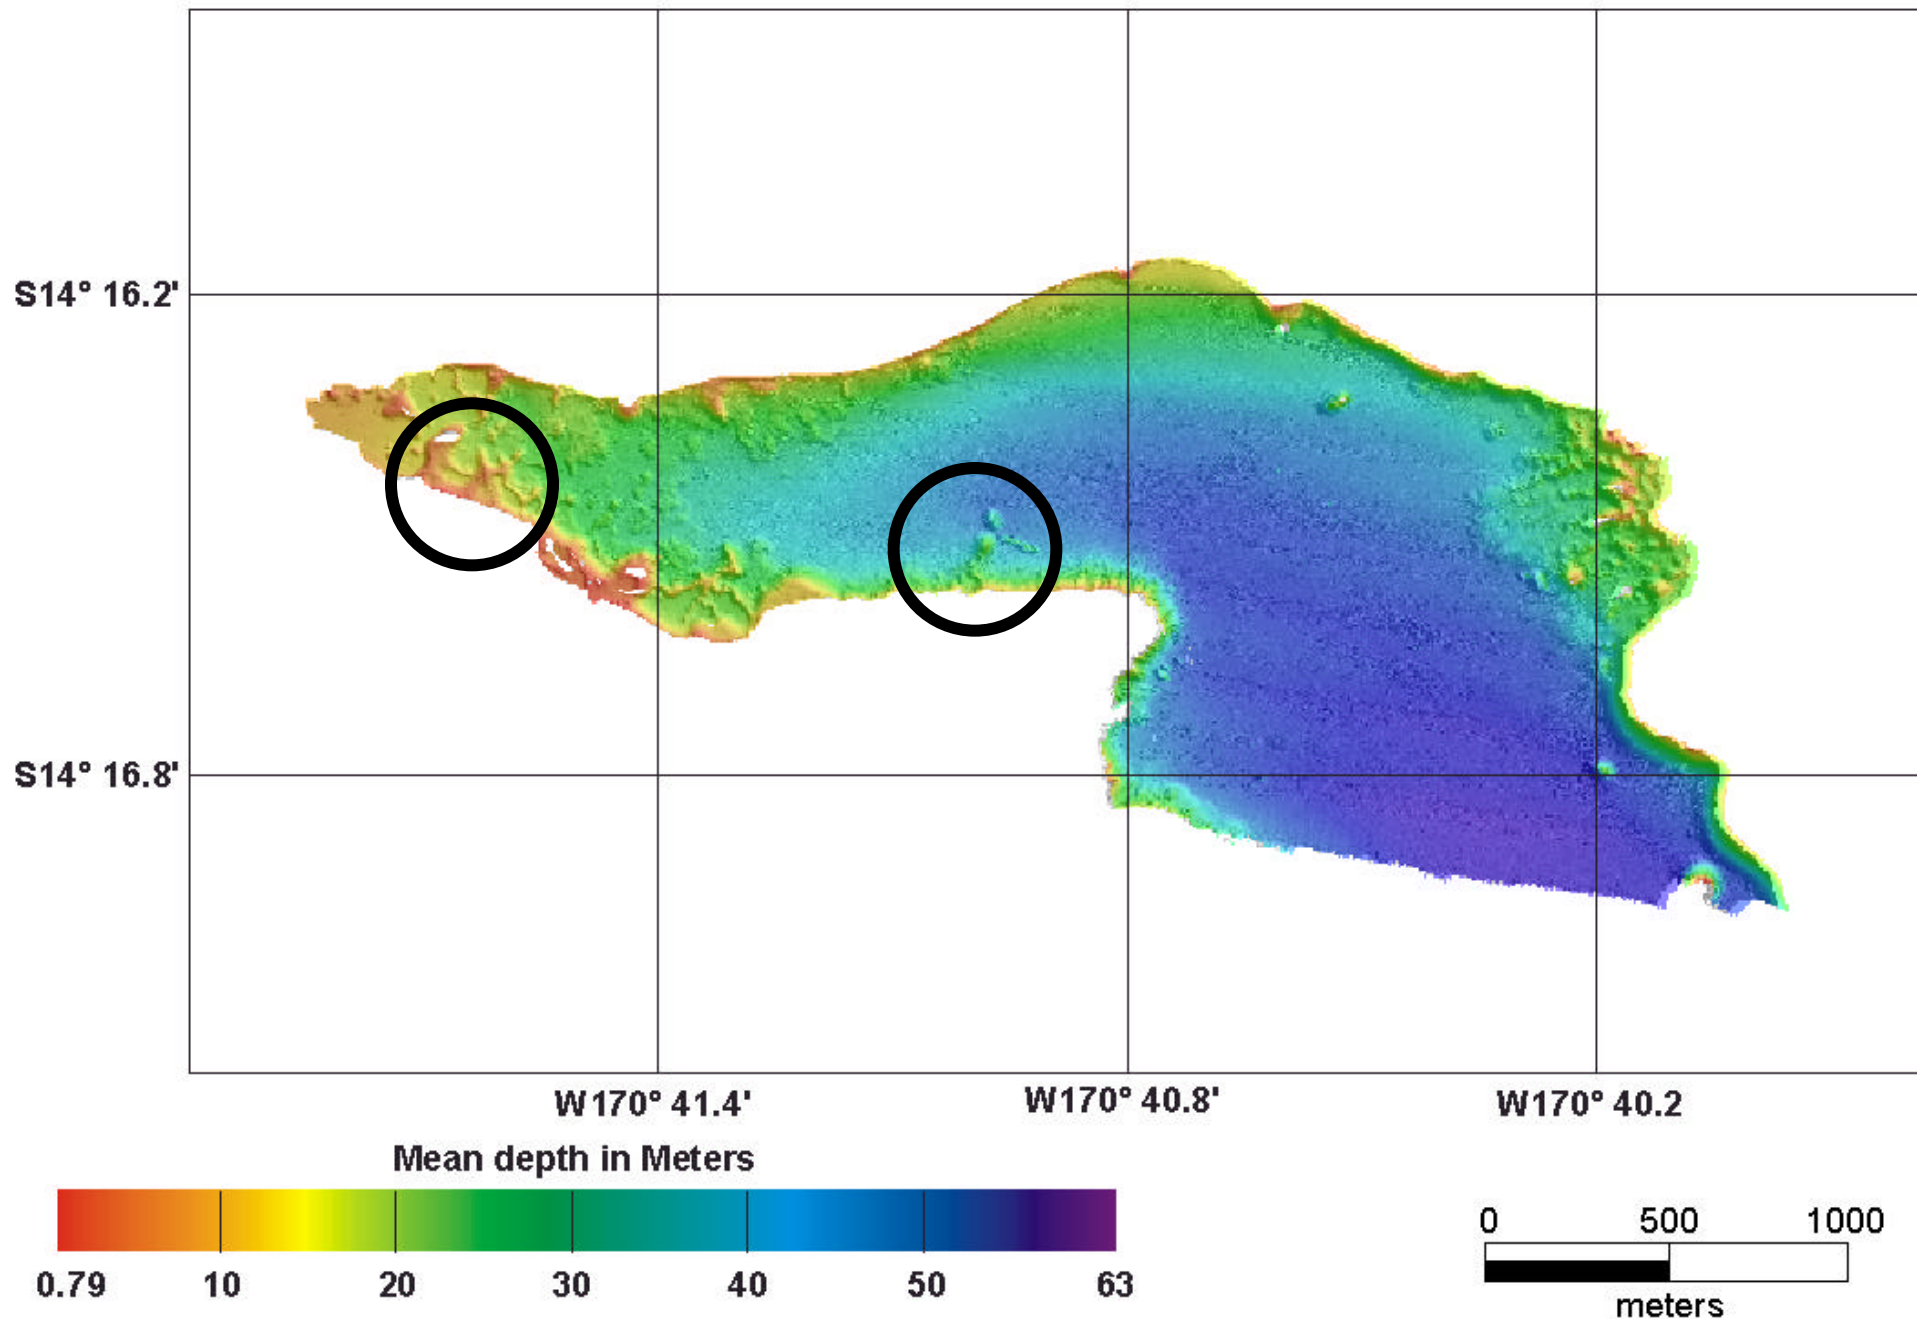 S14° 16.2'
S14° 16.8'
W170° 41.4'
W170° 40.8'
W170° 40.2
Mean depth in Meters
0.79 10 20 30 40 50 63
0 500 1000
meters